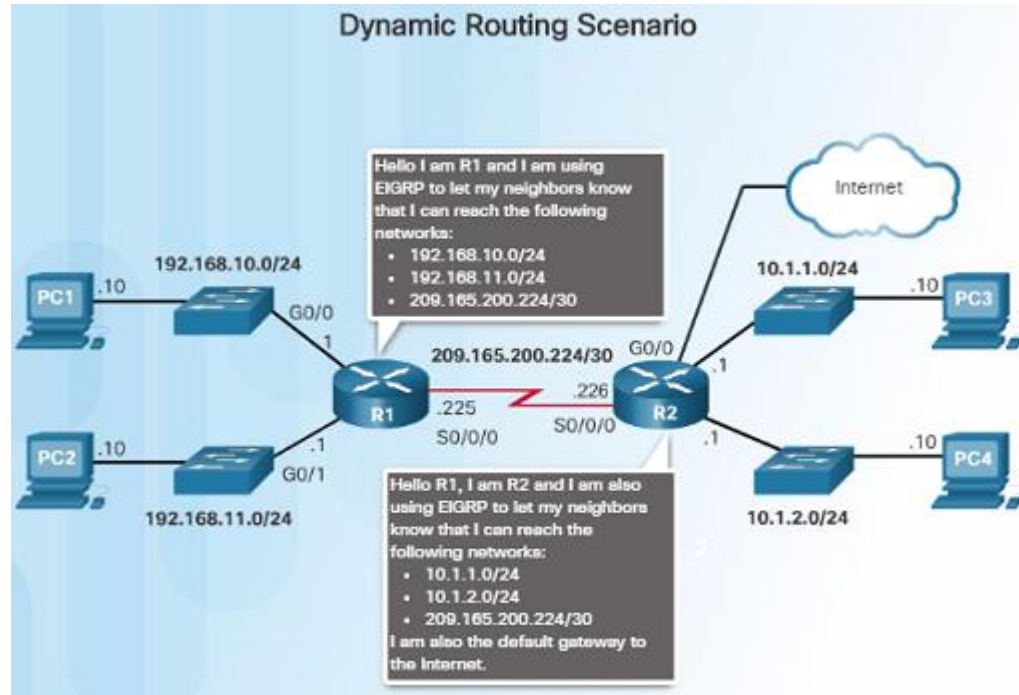 Dynamic Routing Scenario
Hello I am R1 and I am using
EIGRP to let my neighbors know
that I can reach the following
networks:
• 192.168.10.0/24
• 192.168.11.0/24
• 209.165.200.224/30
Internet
192.168.10.0/24
10.1.1.0/24
PC1
.10
G0/0
.1
209.165.200.224/30
G0/0
.1
.10
PC3
R1
.225
S0/0/0
.226
S0/0/0
R2
PC2
.10
.1
G0/1
192.168.11.0/24
.1
.10
PC4
10.1.2.0/24
Hello R1, I am R2 and I am also
using EIGRP to let my neighbors
know that I can reach the
following networks:
• 10.1.1.0/24
• 10.1.2.0/24
• 209.165.200.224/30
I am also the default gateway to
the Internet.
2